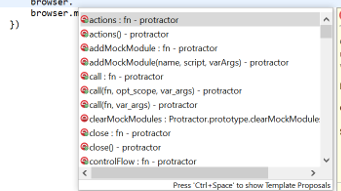 browser.
browser.m
})
actions : fn - protractor
actions() - protractor
addMockModule : fn - protractor
addMockModule(name, script, varArgs) - protractor
call : fn - protractor
call(fn, opt_scope, var_args) - protractor
call(fn, var_args) - protractor
clearMockModules : Protractor.prototype.clearMockModules
close : fn - protractor
close() - protractor
controlFlow : fn - protractor
Press 'Ctrl+Space' to show Template Proposals